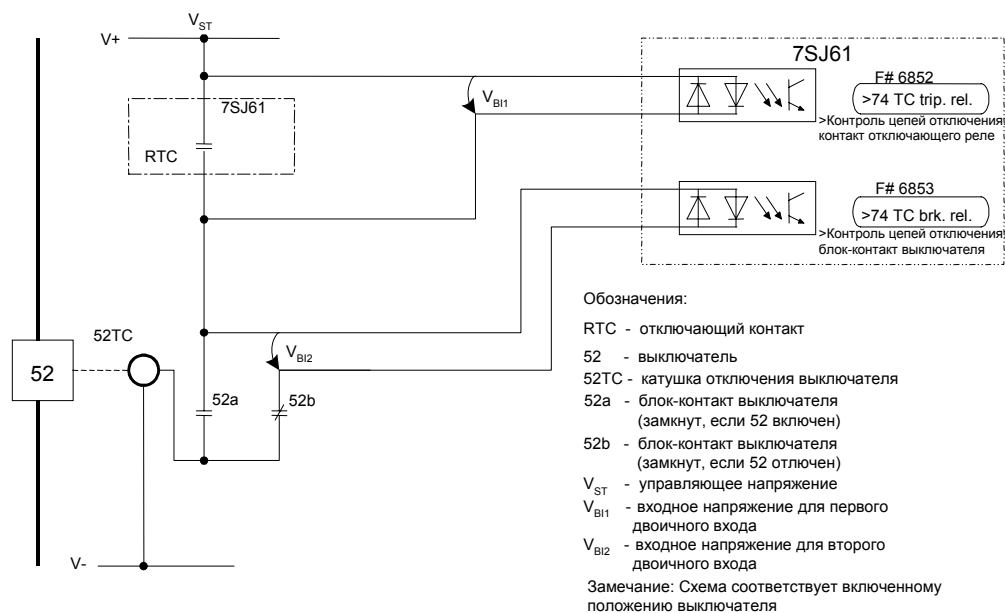 V_ST
V+
7SJ61
RTC
V_BI1
7SJ61
F# 6852
>74 TC trip. rel.
>Контроль цепей отключения
контакт отключающего реле
F# 6853
>74 TC brk. rel.
>Контроль цепей отключения
блок-контакт выключателя
52TC
V_BI2
52
52a
52b
V-
Обозначения:
RTC - отключающий контакт
52 - выключатель
52TC - катушка отключения выключателя
52a - блок-контакт выключателя
(замкнут, если 52 включен)
52b - блок-контакт выключателя
(замкнут, если 52 отключен)
V_ST - управляющее напряжение
V_BI1 - входное напряжение для первого
двоичного входа
V_BI2 - входное напряжение для второго
двоичного входа
Замечание: Схема соответствует включенному
положению выключателя